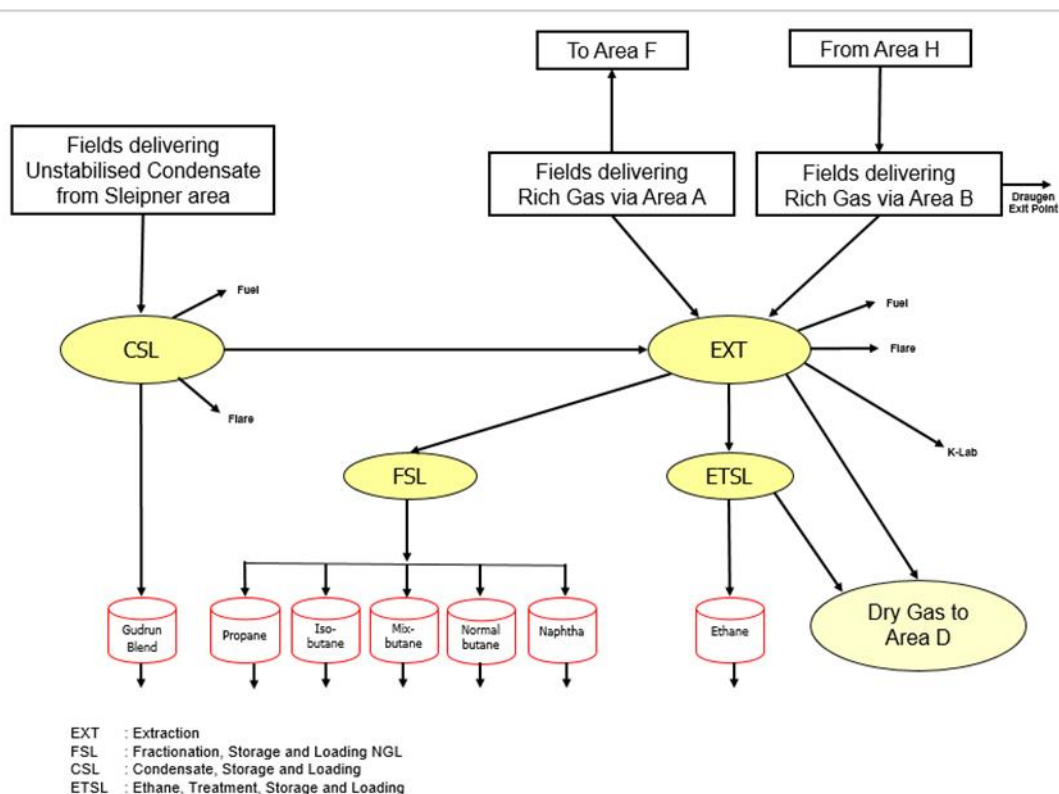 To Area F
From Area H
Fields delivering
Unstabilised Condensate
from Sleipner area
Fields delivering
Rich Gas via Area A
Fields delivering
Rich Gas via Area B
Draugen
Exit Point
Fuel
CSL
Flare
EXT
Fuel
Flare
K-Lab
FSL
ETSL
Gudrun
Blend
Propane
Iso-
butane
Mix-
butane
Normal
butane
Naphtha
Ethane
Dry Gas to
Area D
EXT : Extraction
FSL : Fractionation, Storage and Loading NGL
CSL : Condensate, Storage and Loading
ETSL : Ethane, Treatment, Storage and Loading